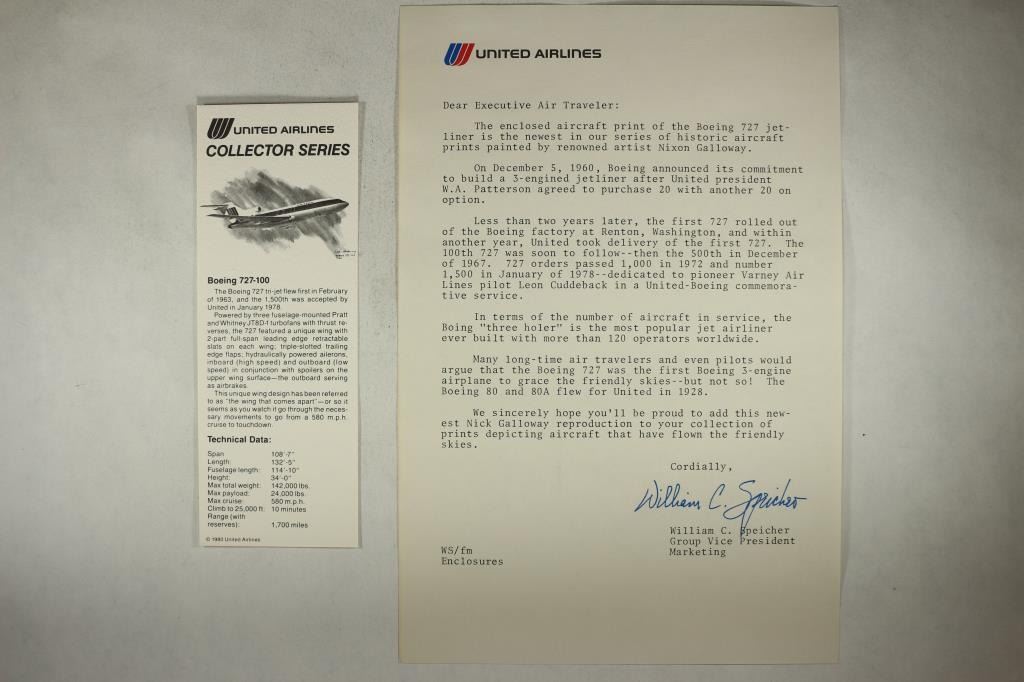 UNITED AIRLINES
COLLECTOR SERIES
Boeing 727-100
The Boeing 727 tri-jet flew first in February
of 1963, and the 1,500th was accepted by
United in January 1978.
Powered by three fuselage-mounted Pratt
and Whitney JT8D-1 turbofans with thrust re-
verses, the 727 featured a unique wing with
2-part full-span leading edge retractable
slats on each wing; triple-slotted trailing
edge flaps; hydraulically powered ailerons,
inboard (high speed) and outboard (low
speed) in conjunction with spoilers on the
upper wing surface—the outboard serving
as airbrakes.
This unique wing design has been referred
to as "the wing that comes apart"—or so it
seems as you watch it go through the neces-
sary movements to go from a 580 m.p.h.
cruise to touchdown.
Technical Data:
Span 108'-7"
Length: 132'-5"
Fuselage length: 114'-10"
Height: 34'-0"
Max total weight: 142,000 lbs.
Max payload: 24,000 lbs.
Max cruise: 580 m.p.h.
Climb to 25,000 ft: 10 minutes
Range (with
reserves): 1,700 miles
© 1980 United Airlines
UNITED AIRLINES
Dear Executive Air Traveler:
The enclosed aircraft print of the Boeing 727 jet-
liner is the newest in our series of historic aircraft
prints painted by renowned artist Nixon Galloway.
On December 5, 1960, Boeing announced its commitment
to build a 3-engined jetliner after United president
W.A. Patterson agreed to purchase 20 with another 20 on
option.
Less than two years later, the first 727 rolled out
of the Boeing factory at Renton, Washington, and within
another year, United took delivery of the first 727. The
100th 727 was soon to follow--then the 500th in December
of 1967. 727 orders passed 1,000 in 1972 and number
1,500 in January of 1978--dedicated to pioneer Varney Air
Lines pilot Leon Cuddeback in a United-Boeing commemora-
tive service.
In terms of the number of aircraft in service, the
Boing "three holer" is the most popular jet airliner
ever built with more than 120 operators worldwide.
Many long-time air travelers and even pilots would
argue that the Boeing 727 was the first Boeing 3-engine
airplane to grace the friendly skies--but not so! The
Boeing 80 and 80A flew for United in 1928.
We sincerely hope you'll be proud to add this new-
est Nick Galloway reproduction to your collection of
prints depicting aircraft that have flown the friendly
skies.
Cordially,
William C. Speicher
William C. Speicher
Group Vice President
Marketing
WS/fm
Enclosures